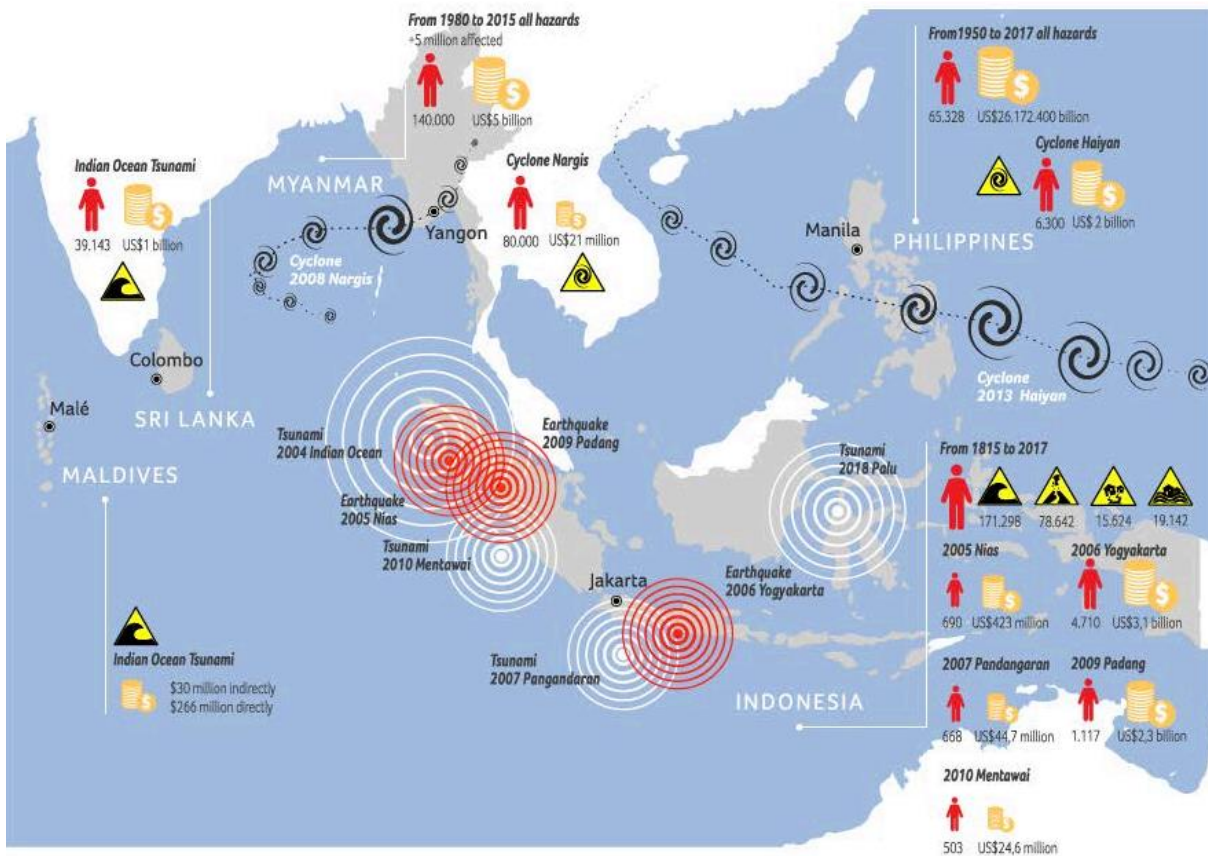 From 1980 to 2015 all hazards
+5 million affected
140.000
US$5 billion
From1950 to 2017 all hazards
65.328
US$26.172.400 billion
Cyclone Haiyan
6,300
US$ 2 billion
Indian Ocean Tsunami
39.143
US$1 billion
MYANMAR
Cyclone Nargis
80.000
US$21 million
Yangon
Cyclone
2008 Nargis
Manila
PHILIPPINES
Cyclone
2013 Haiyan
Colombo
SRI LANKA
Malé
MALDIVES
Tsunami
2004 Indian Ocean
Earthquake
2009 Padang
Earthquake
2005 Nias
Tsunami
2010 Mentawai
Tsunami
2018 Palu
Jakarta
Earthquake
2006 Yogyakarta
Tsunami
2007 Pangandaran
INDONESIA
Indian Ocean Tsunami
$30 million indirectly
$266 million directly
From 1815 to 2017
171.298
78.642
15.624
19.142
2005 Nias
690
US$423 million
2006 Yogyakarta
4.710
US$3,1 billion
2007 Pandangaran
668
US$44,7 million
2009 Padang
1.117
US$2,3 billion
2010 Mentawai
503
US$24,6 million